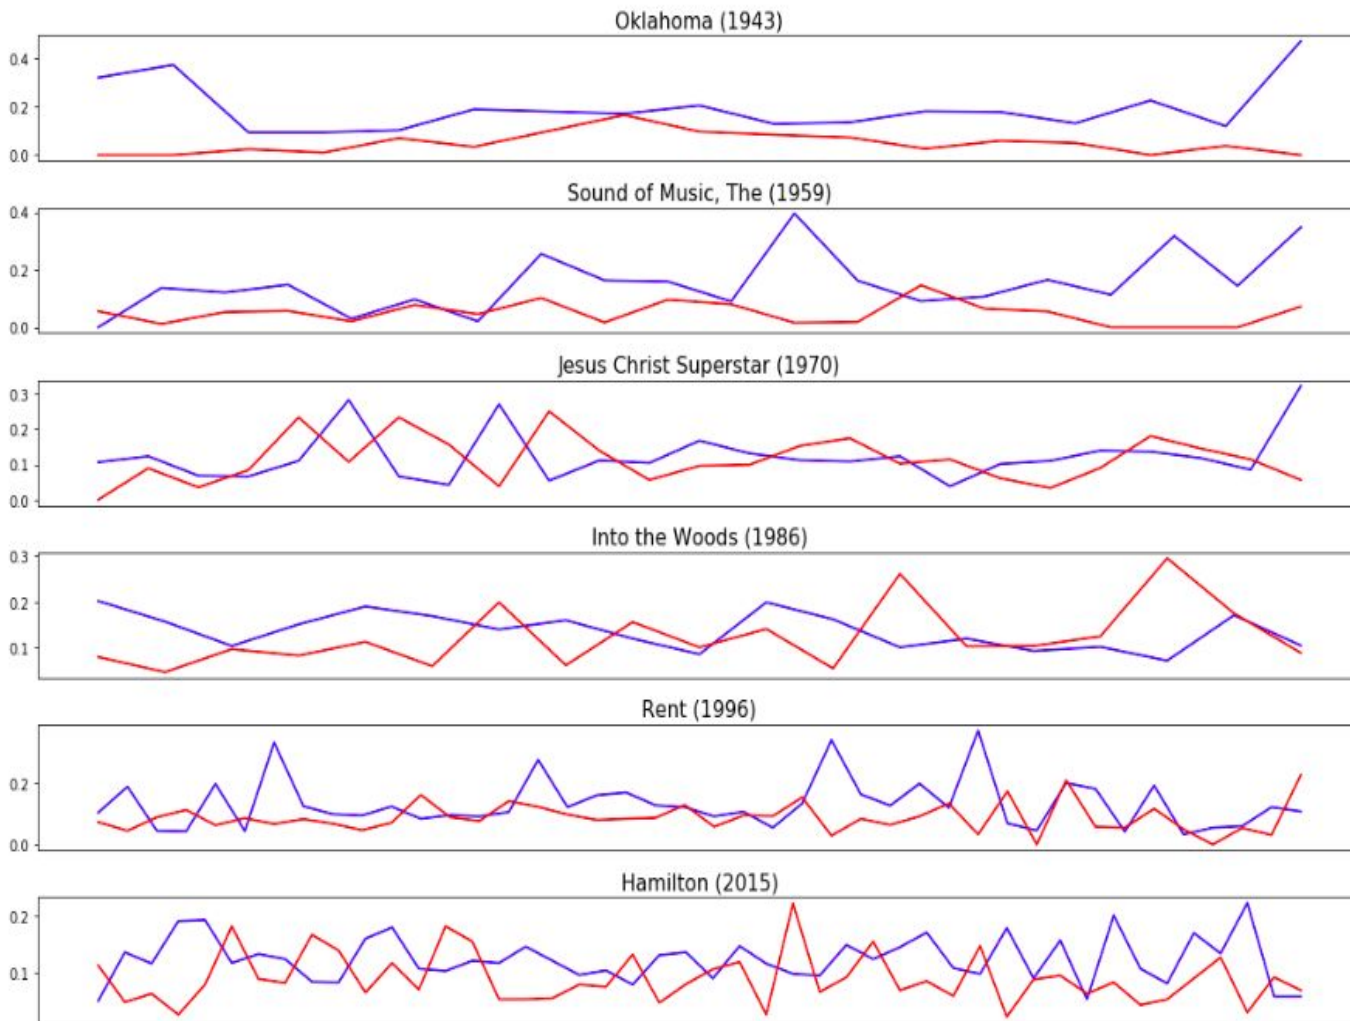 Oklahoma (1943)
0.4
0.2
0.0
Sound of Music, The (1959)
0.4
0.2
0.0
Jesus Christ Superstar (1970)
0.3
0.2
0.1
0.0
Into the Woods (1986)
0.3
0.2
0.1
Rent (1996)
0.2
0.0
Hamilton (2015)
0.2
0.1